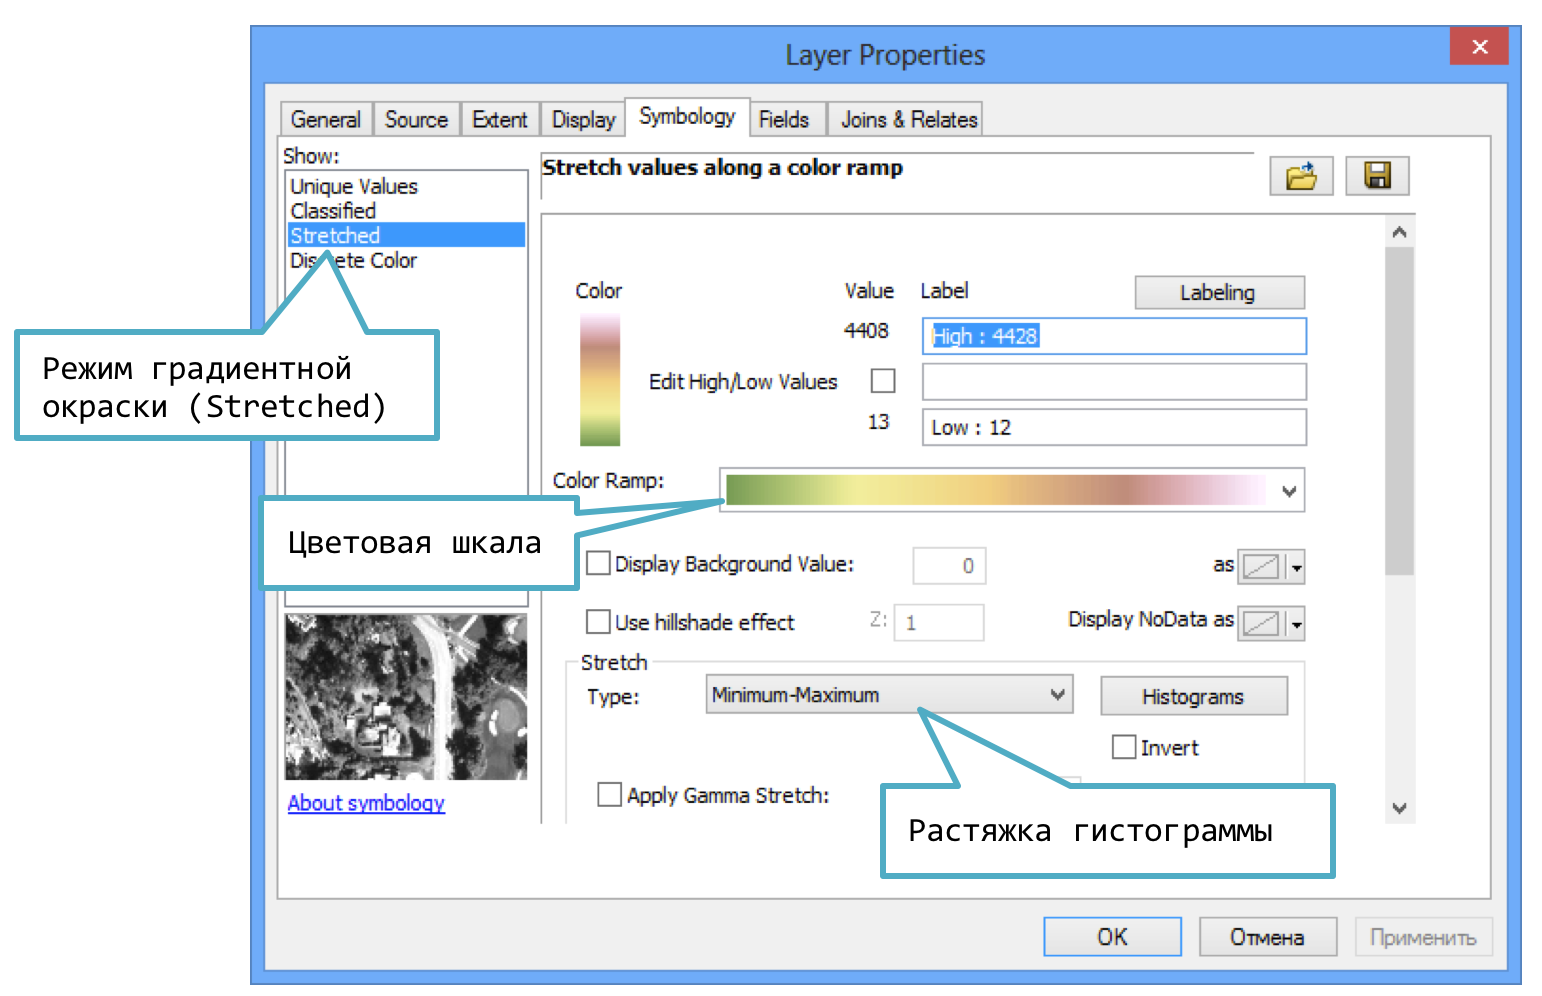 Layer Properties
General Source Extent Display Symbology Fields Joins & Relates
Show:
Unique Values
Classified
Stretched
Discrete Color
Режим градиентной
окраски (Stretched)
About symbology
Stretch values along a color ramp
Color Value Label Labeling
4408 High : 4428
Edit High/Low Values
13 Low : 12
Color Ramp:
Цветовая шкала
Display Background Value: 0 as
Use hillshade effect Z: 1 Display NoData as
Stretch
Type: Minimum-Maximum Histograms
Invert
Apply Gamma Stretch:
Растяжка гистограммы
OK Отмена Применить